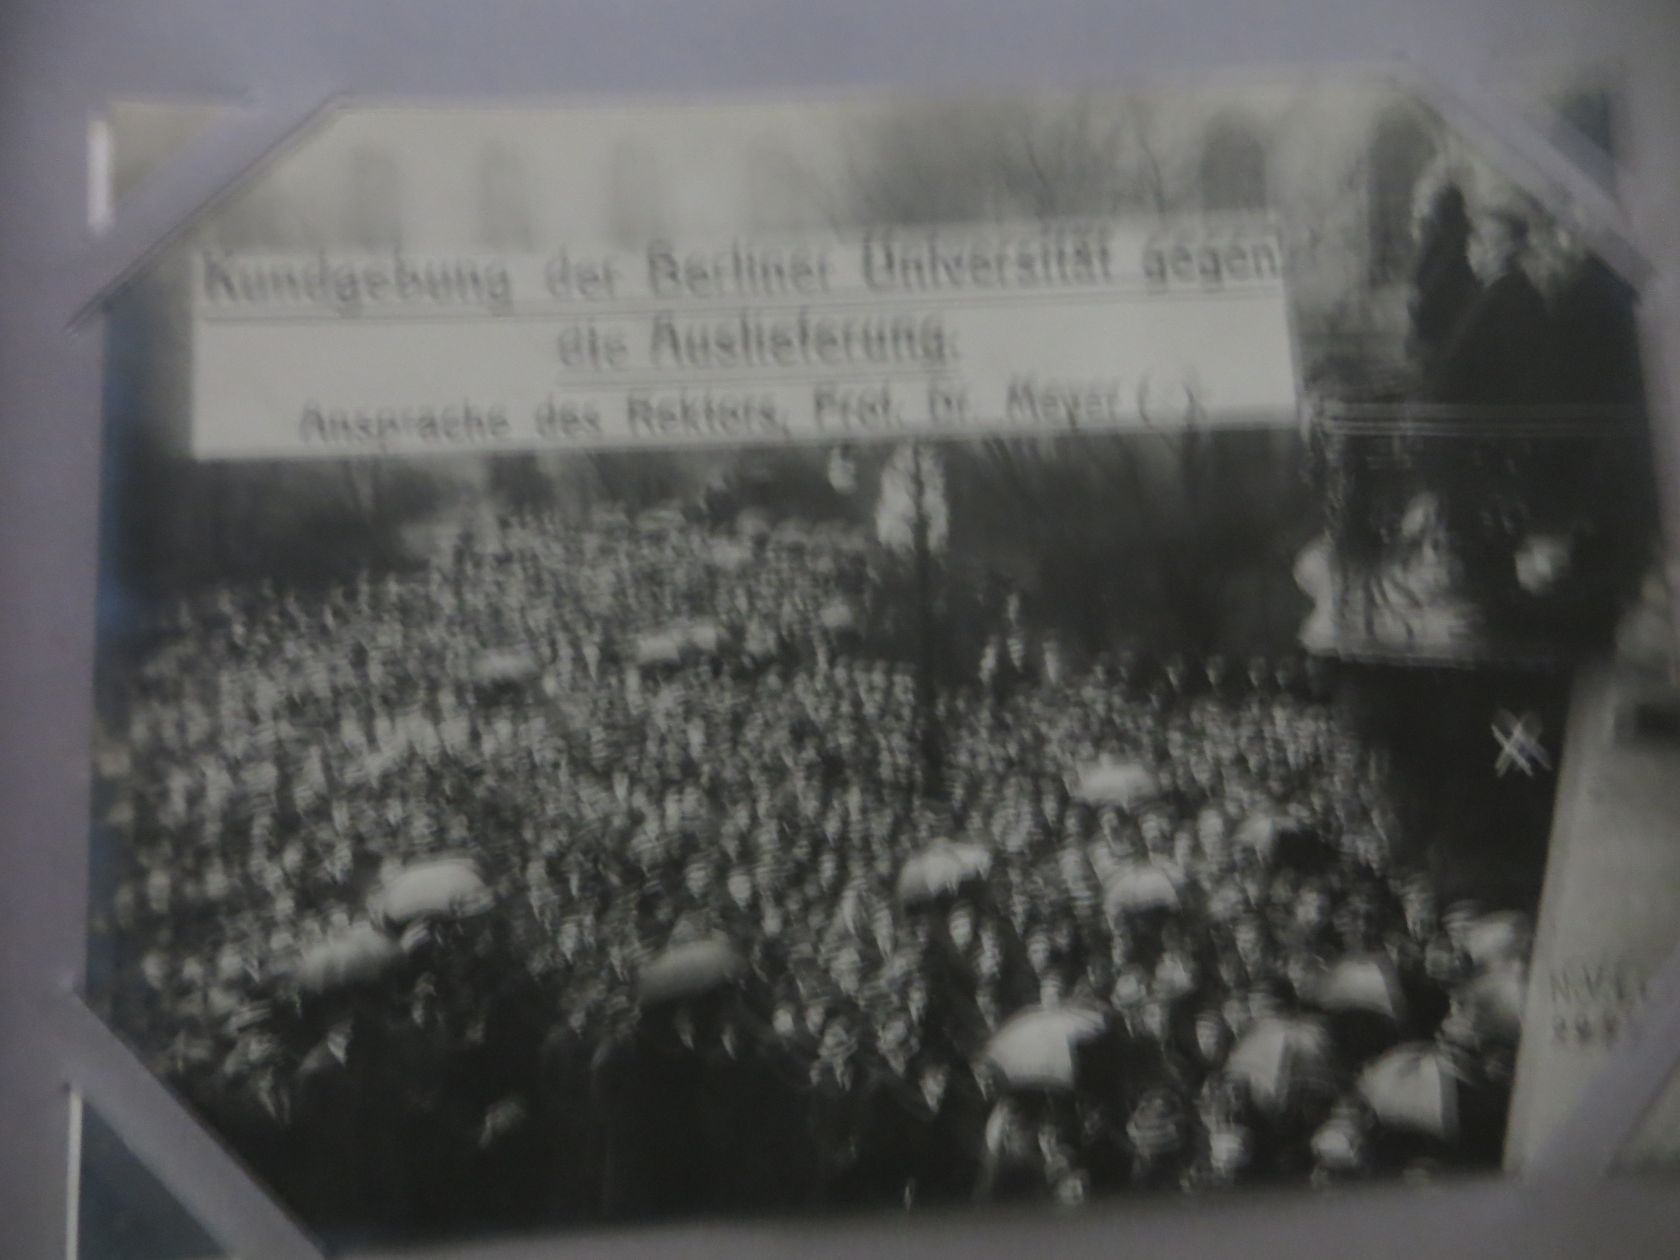 Kundgebung der Berliner Universität gegen
die Auslieferung.
Ansprache des Rektors, Prof. Dr. Meyer ( ).